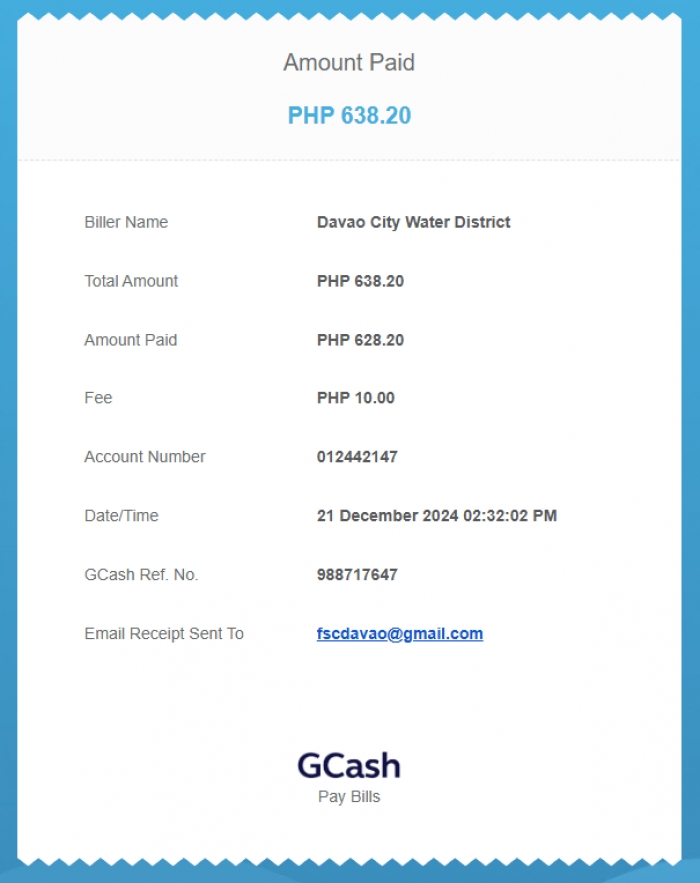 Amount Paid
PHP 638.20
Biller Name Davao City Water District
Total Amount PHP 638.20
Amount Paid PHP 628.20
Fee PHP 10.00
Account Number 012442147
Date/Time 21 December 2024 02:32:02 PM
GCash Ref. No. 988717647
Email Receipt Sent To fscdavao@gmail.com
GCash
Pay Bills